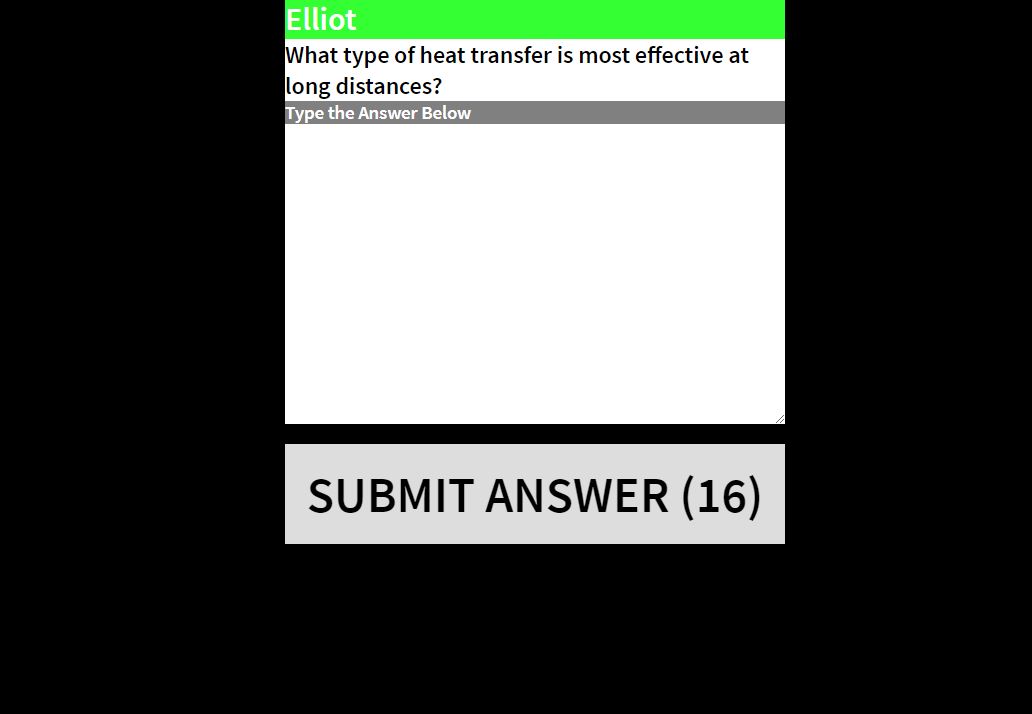 Elliot
What type of heat transfer is most effective at
long distances?
Type the Answer Below
SUBMIT ANSWER (16)